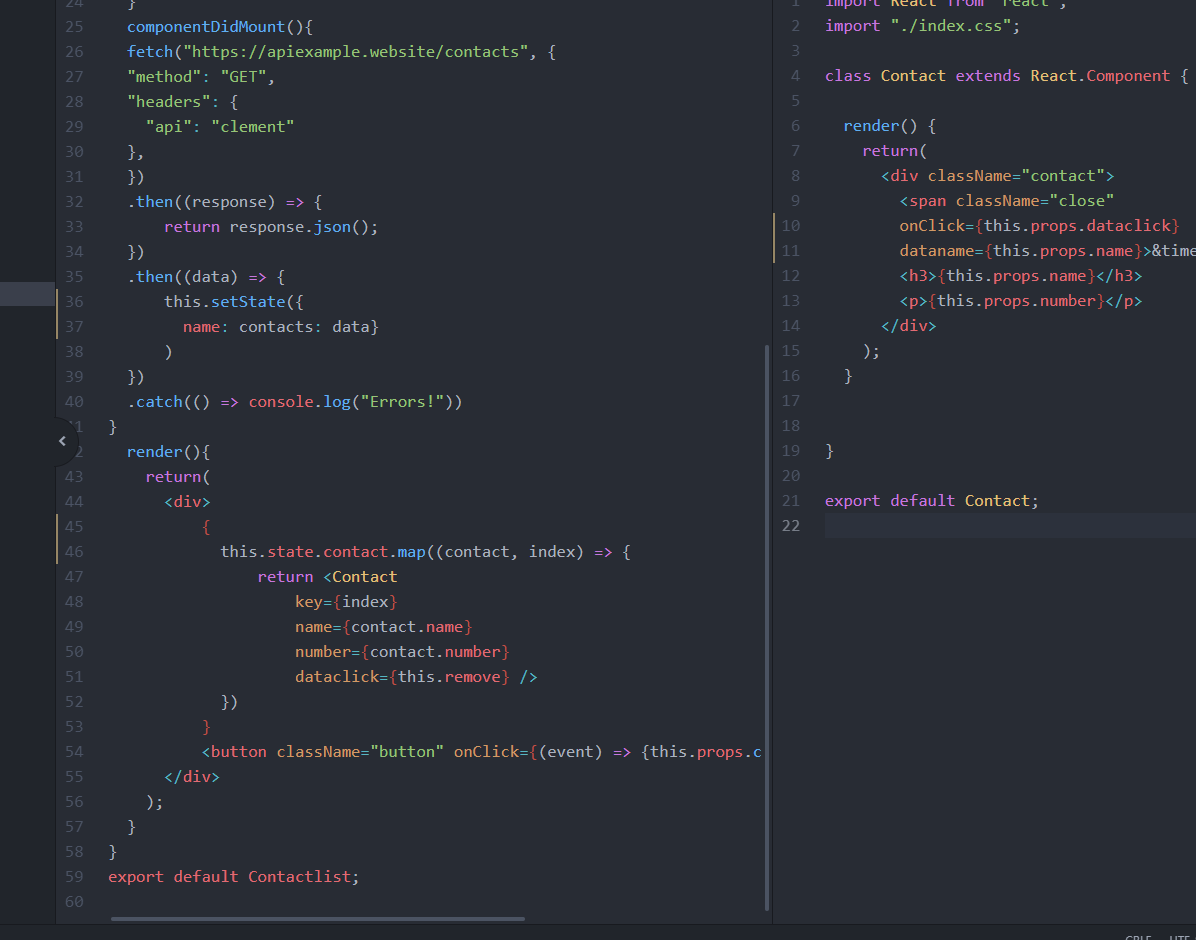 24 }
25 componentDidMount(){
26 fetch("https://apiexample.website/contacts", {
27 "method": "GET",
28 "headers": {
29 "api": "clement"
30 },
31 })
32 .then((response) => {
33 return response.json();
34 })
35 .then((data) => {
36 this.setState({
37 name: contacts: data}
38 )
39 })
40 .catch(() => console.log("Errors!"))
1 }
2 render(){
43 return(
44 <div>
45 {
46 this.state.contact.map((contact, index) => {
47 return <Contact
48 key={index}
49 name={contact.name}
50 number={contact.number}
51 dataclick={this.remove} />
52 })
53 }
54 <button className="button" onClick={(event) => {this.props.c
55 </div>
56 );
57 }
58 }
59 export default Contactlist;
60
1 import React from "react";
2 import "./index.css";
3
4 class Contact extends React.Component {
5
6 render() {
7 return(
8 <div className="contact">
9 <span className="close"
10 onClick={this.props.dataclick}
11 dataname={this.props.name}>&time
12 <h3>{this.props.name}</h3>
13 <p>{this.props.number}</p>
14 </div>
15 );
16 }
17
18
19 }
20
21 export default Contact;
22